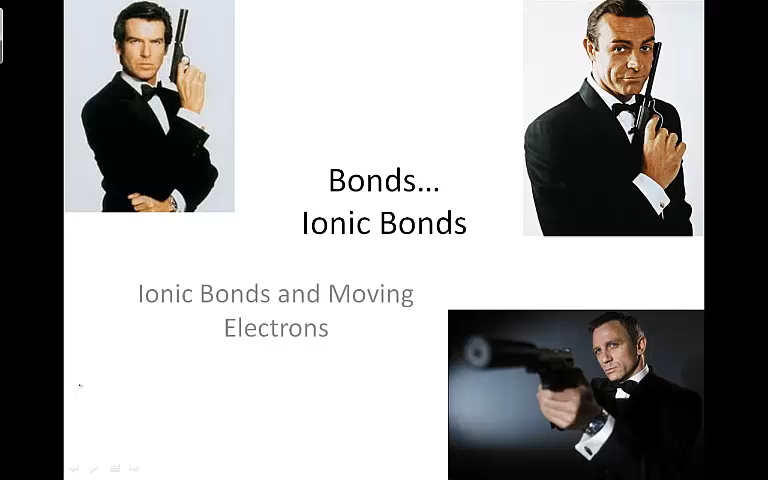 Bonds…
Ionic Bonds
Ionic Bonds and Moving
Electrons